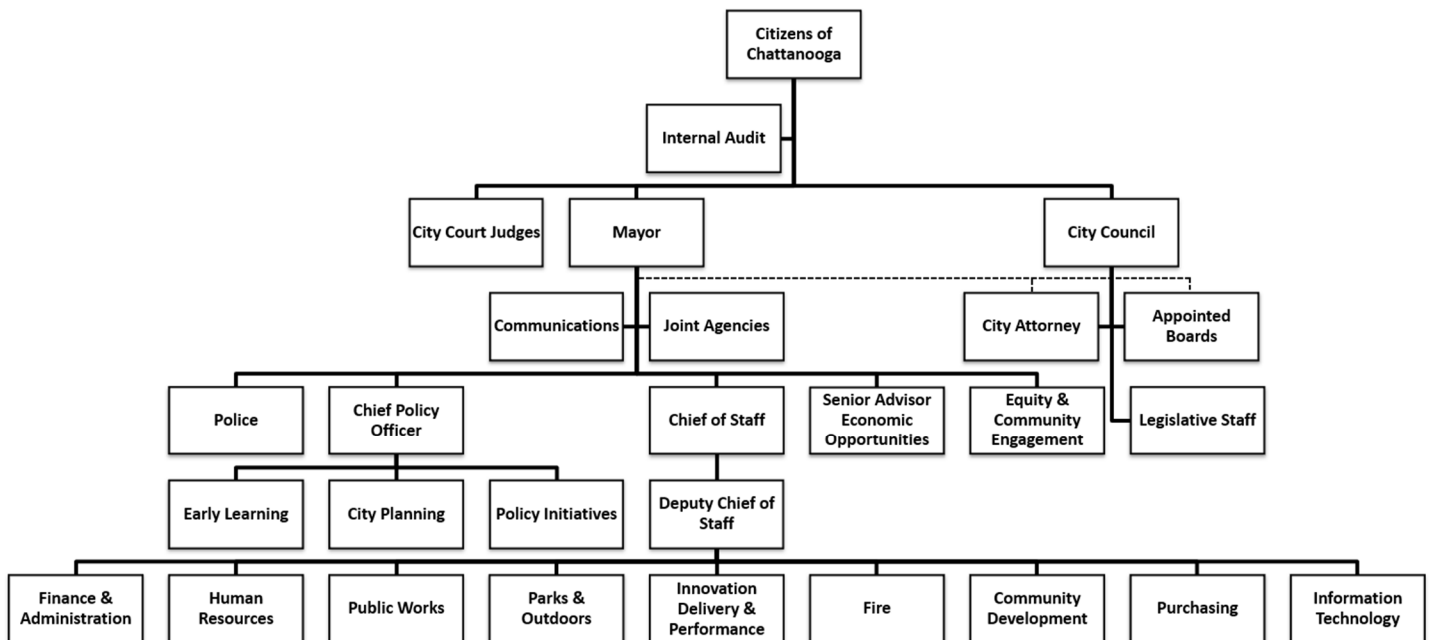 Citizens of
Chattanooga
Internal Audit
City Court Judges
Mayor
City Council
Communications
Joint Agencies
City Attorney
Appointed
Boards
Police
Chief Policy
Officer
Chief of Staff
Senior Advisor
Economic
Opportunities
Equity &
Community
Engagement
Legislative Staff
Early Learning
City Planning
Policy Initiatives
Deputy Chief of
Staff
Finance &
Administration
Human
Resources
Public Works
Parks &
Outdoors
Innovation
Delivery &
Performance
Fire
Community
Development
Purchasing
Information
Technology